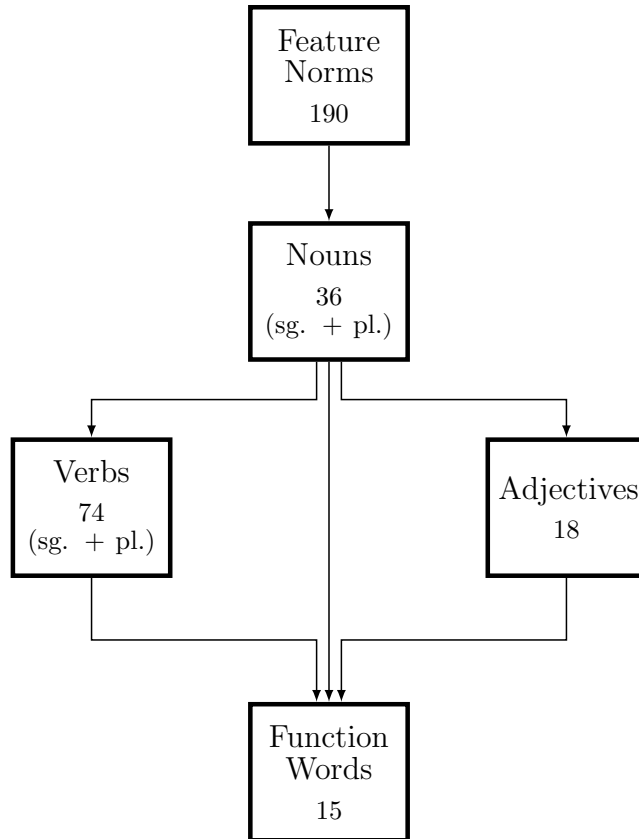 Feature
Norms
190
Nouns
36
(sg. + pl.)
Verbs
74
(sg. + pl.)
Adjectives
18
Function
Words
15